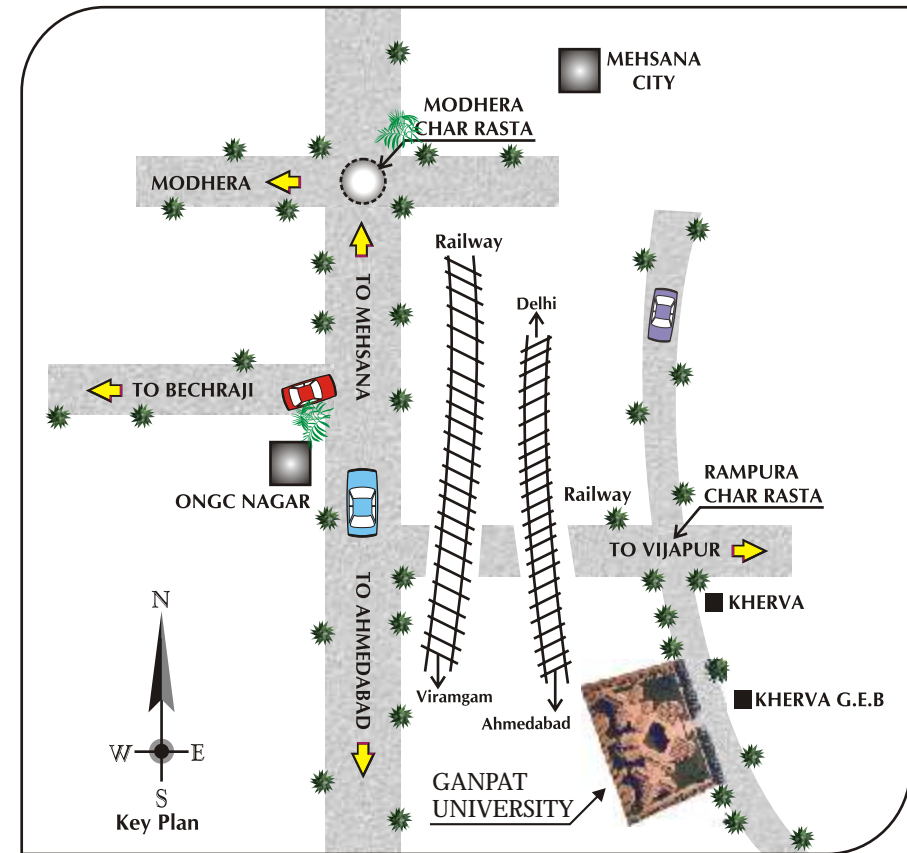 MEHSANA
CITY
MODHERA
CHAR RASTA
MODHERA
Railway
TO MEHSANA
Delhi
TO BECHRAJI
ONGC NAGAR
Railway
RAMPURA
CHAR RASTA
TO VIJAPUR
TO AHMEDABAD
KHERVA
N
W
E
S
Key Plan
Viramgam
Ahmedabad
KHERVA G.E.B
GANPAT
UNIVERSITY